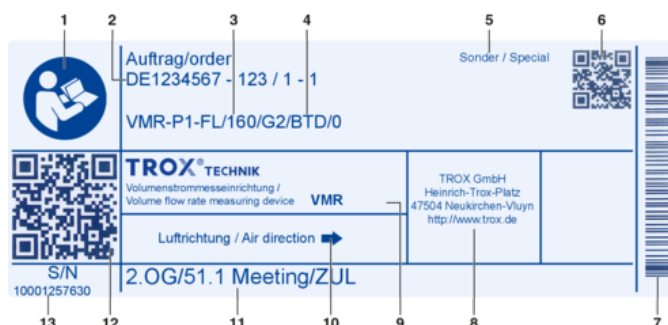 1 2 3 4 5 6
Auftrag/order
DE1234567 - 123 / 1 - 1
Sonder / Special
VMR-P1-FL/160/G2/BTD/0
TROX® TECHNIK
Volumenstrommesseinrichtung /
Volume flow rate measuring device VMR
TROX GmbH
Heinrich-Trox-Platz
47504 Neukirchen-Vluyn
http://www.trox.de
Luftrichtung / Air direction
S/N
10001257630
2.OG/51.1 Meeting/ZUL
13 12 11 10 9 8 7